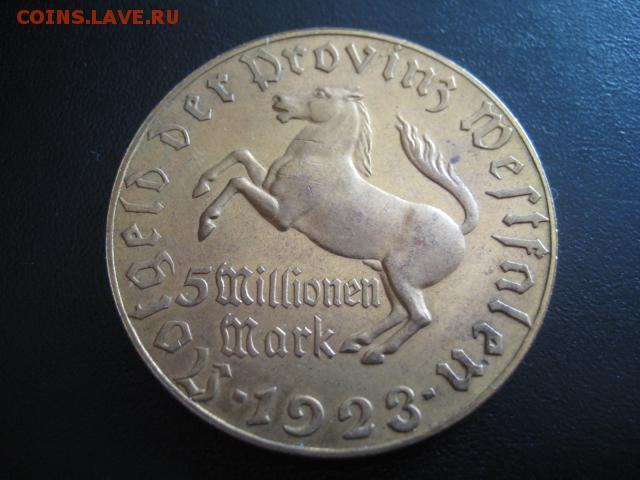 COINS.LAVE.RU
Notgeld der Provinz Westfalen
5 Millionen
Mark
·1923·